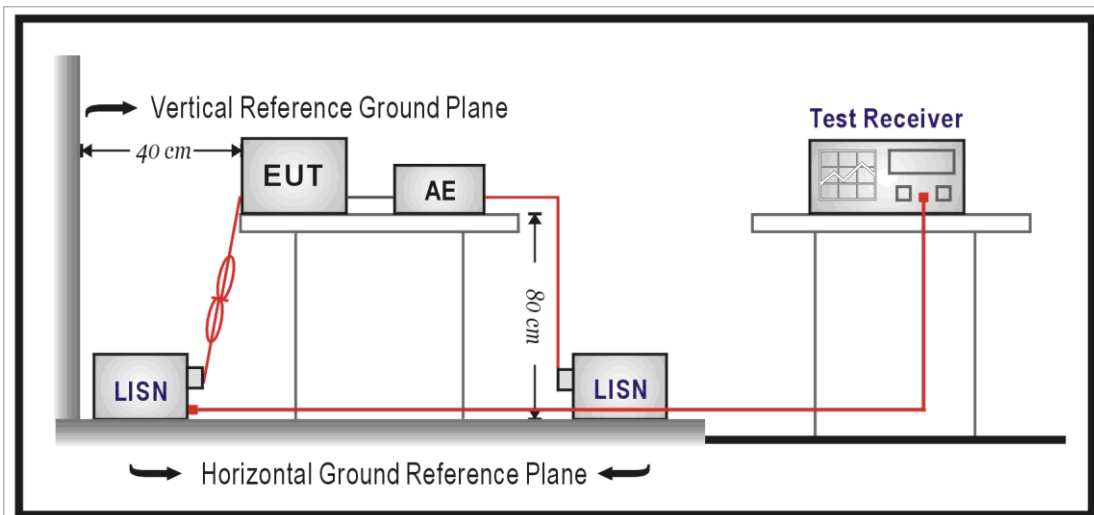 Vertical Reference Ground Plane
Test Receiver
40 cm
EUT
AE
80 cm
LISN
LISN
Horizontal Ground Reference Plane